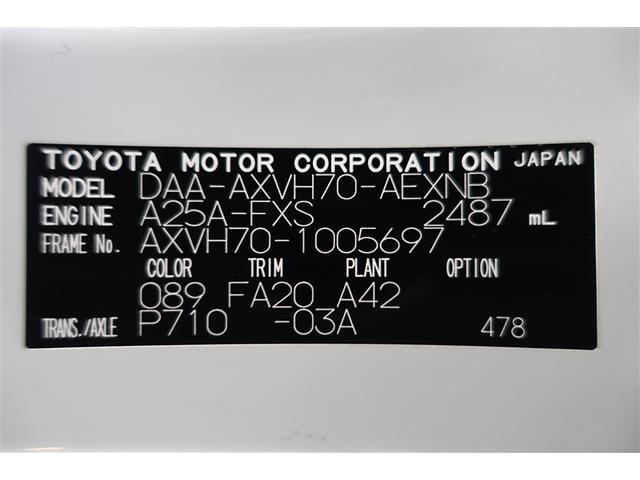 TOYOTA MOTOR CORPORATION JAPAN
MODEL DAA-AXVH70-AEXNB
ENGINE A25A-FXS 2487 mL
FRAME No. AXVH70-1005697
COLOR TRIM PLANT OPTION
089 FA20 A42
TRANS./AXLE P710 -03A 478